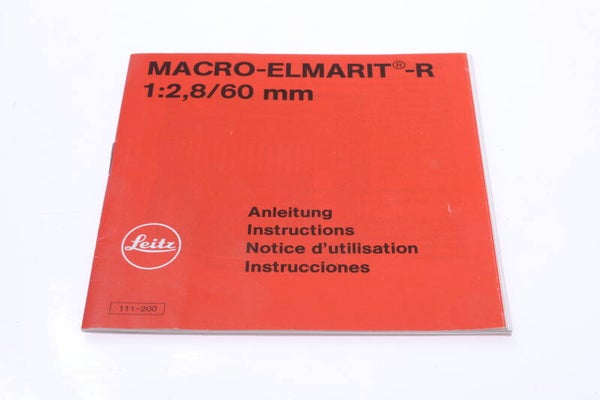 MACRO-ELMARIT®-R
1:2,8/60 mm
Anleitung
Instructions
Notice d'utilisation
Instrucciones
Leitz
111-200